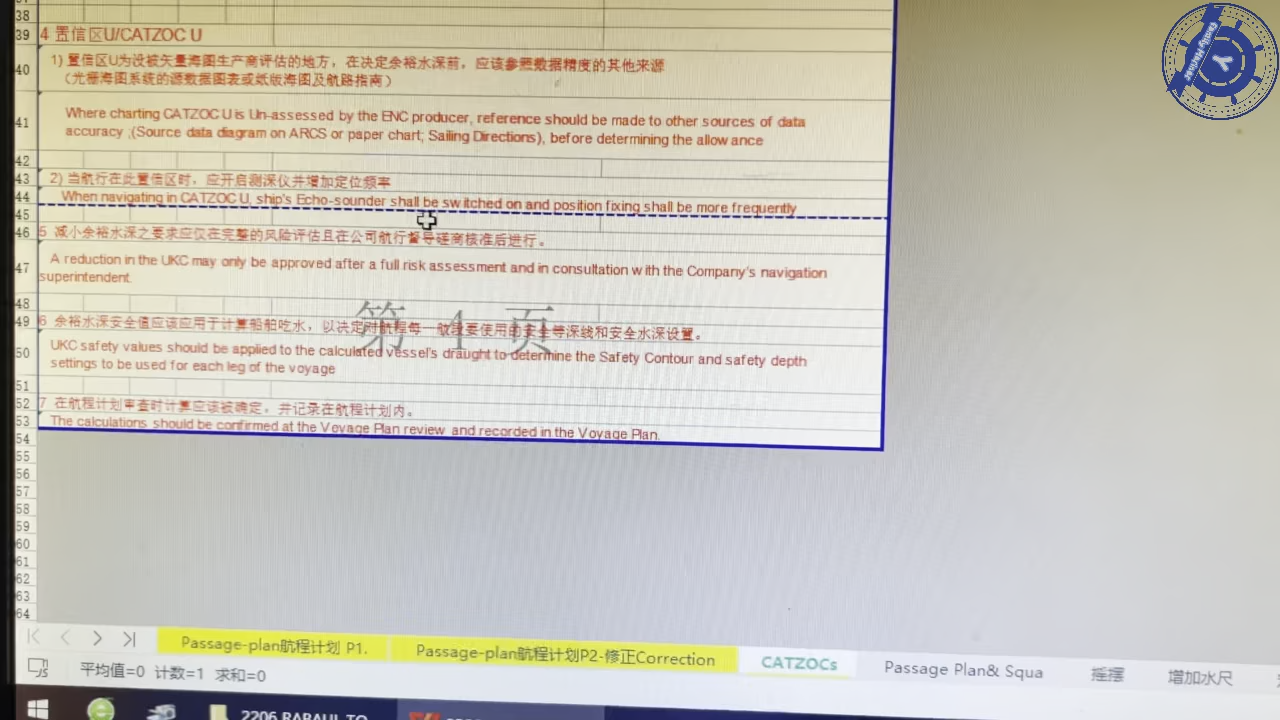 38
39 4 置信区U/CATZOC U
40 1) 置信区U为没被矢量海图生产商评估的地方，在决定余裕水深前，应该参照数据精度的其他来源
（光栅海图系统的源数据图表或纸版海图及航路指南）
41 Where charting CATZOC U is Un-assessed by the ENC producer, reference should be made to other sources of data
accuracy ,(Source data diagram on ARCS or paper chart; Sailing Directions), before determining the allow ance
42
43 2) 当航行在此置信区时，应开启测深仪并增加定位频率
44 When navigating in CATZOC U, ship's Echo-sounder shall be sw itched on and position fixing shall be more frequently
45
46 5 减小余裕水深之要求应仅在完整的风险评估且在公司航行督导磋商核准后进行。
47 A reduction in the UKC may only be approved after a full risk assessment and in consultation w ith the Company's navigation
superintendent.
48
第 4 页
49 6 余裕水深安全值应该应用于计算船舶吃水，以决定对航程每一航段要使用的安全等深线和安全水深设置。
50 UKC safety values should be applied to the calculated vessel's draught to determine the Safety Contour and safety depth
settings to be used for each leg of the voyage
51
52 7 在航程计划审查时计算应该被确定，并记录在航程计划内。
53 The calculations should be confirmed at the Voyage Plan review and recorded in the Voyage Plan.
54
55
56
57
58
59
60
61
62
63
64
Passage-plan航程计划 P1. Passage-plan航程计划P2-修正Correction CATZOCs Passage Plan& Squa 摇摆 增加水尺
平均值=0 计数=1 求和=0
2206 RABAUL TO